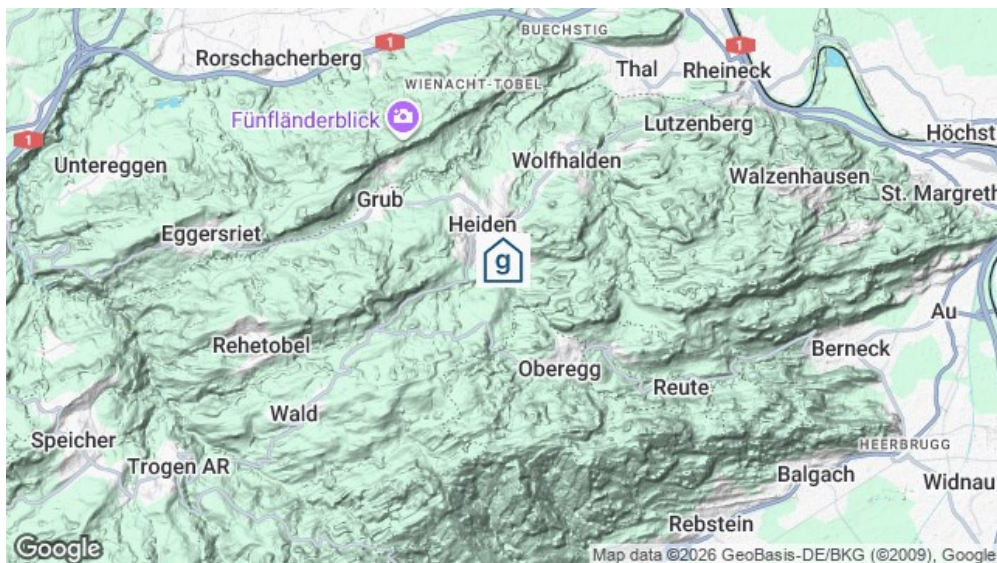 BUECHSTIG
1
Rorschacherberg
1
Thal
Rheineck
WIENACHT-TOBEL
Fünfländerblick
Lutzenberg
Höchst
1
Untereggen
Wolfhalden
Walzenhausen
St. Margreth
Grub
Heiden
Eggersriet
g
Au
Rehetobel
Berneck
Oberegg
Reute
Wald
Speicher
HEERBRUGG
Trogen AR
Balgach
Widnau
Rebstein
Google
Map data ©2026 GeoBasis-DE/BKG (©2009), Google